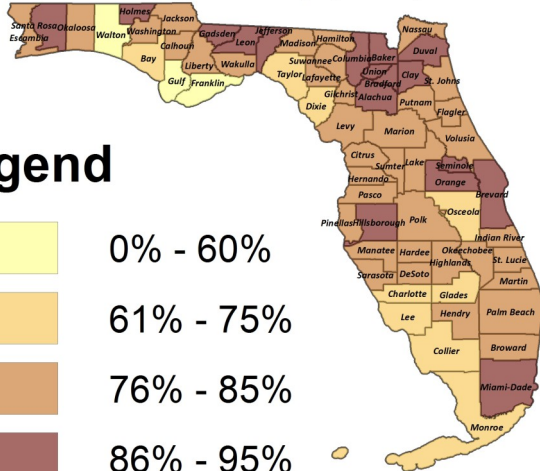 Holmes
Jackson
Santa Rosa
Okaloosa
Escambia
Walton
Washington
Calhoun
Bay
Gulf
Franklin
Liberty
Gadsden
Leon
Wakulla
Jefferson
Madison
Taylor
Hamilton
Suwannee
Lafayette
Dixie
Columbia
Baker
Nassau
Duval
Union
Bradford
Clay
St. Johns
Gilchrist
Alachua
Putnam
Flagler
Levy
Marion
Volusia
Citrus
Sumter
Lake
Seminole
Hernando
Orange
Pasco
Brevard
Osceola
Pinellas
Hillsborough
Polk
Indian River
Manatee
Hardee
Okeechobee
Highlands
St. Lucie
Sarasota
DeSoto
Martin
Charlotte
Glades
Lee
Hendry
Palm Beach
Collier
Broward
Miami-Dade
Monroe
gend
0% - 60%
61% - 75%
76% - 85%
86% - 95%